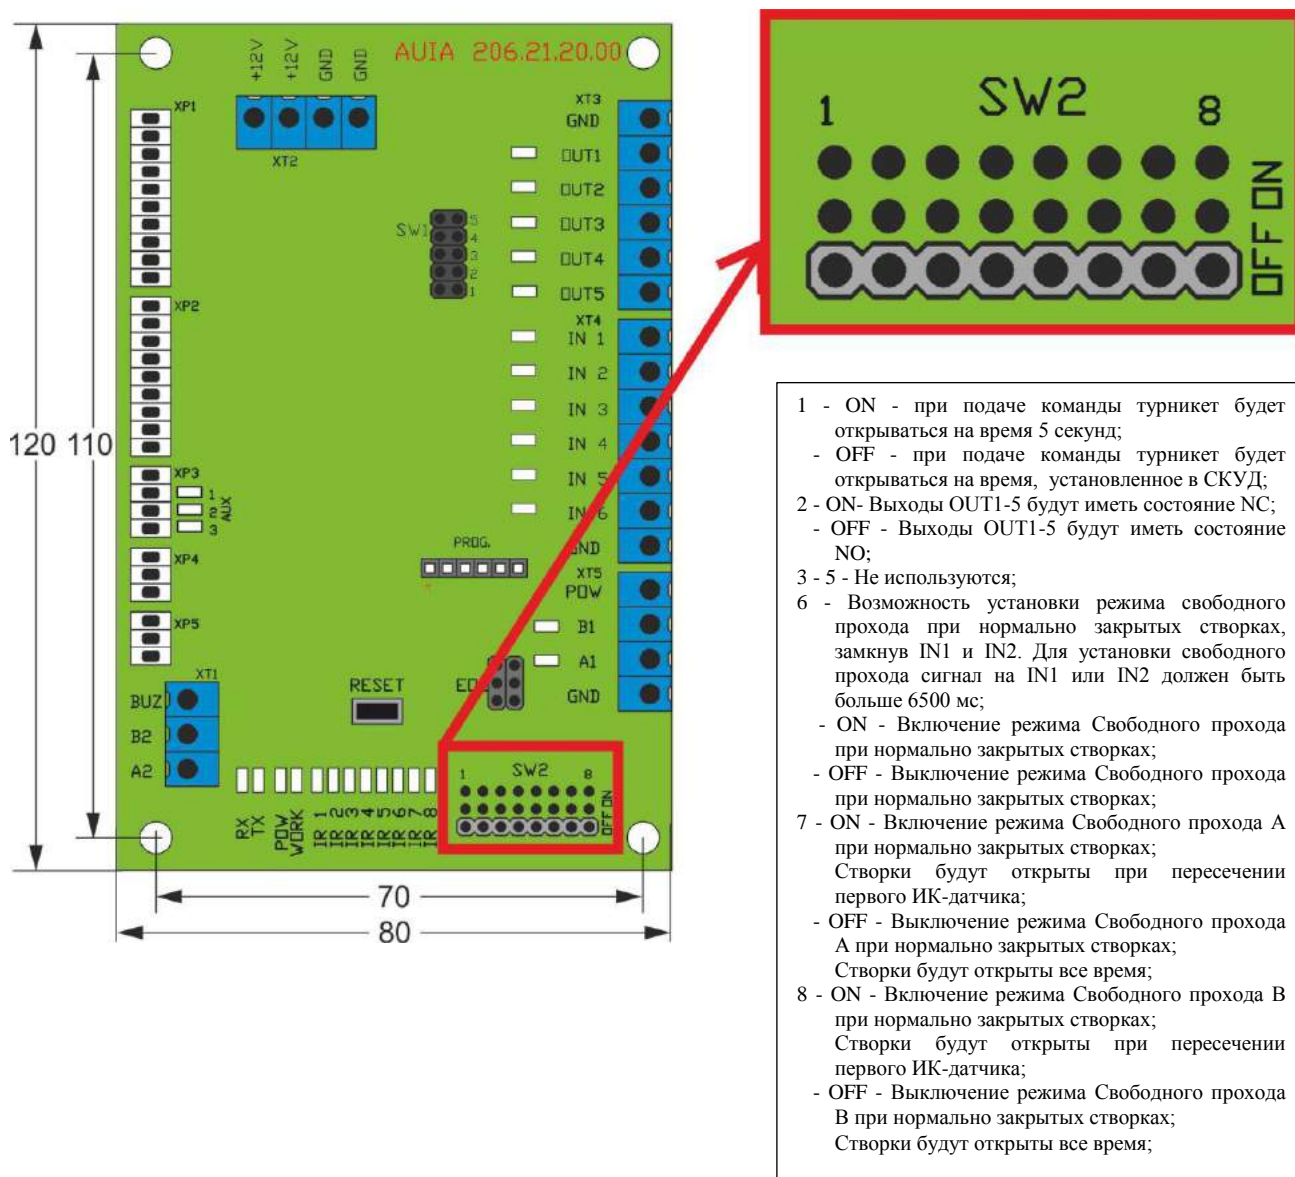 AUIA 206.21.20.00
+12V
+12V
GND
GND
XT2
XP1
XP2
XP3
1
2
3
AUX
XP4
XP5
XT1
BUZ
B2
A2
SW1
5
4
3
2
1
XT3
GND
OUT1
OUT2
OUT3
OUT4
OUT5
XT4
IN 1
IN 2
IN 3
IN 4
IN 5
IN 6
GND
XT5
POW
B1
A1
GND
PROG.
+
RESET
RX
TX
POW
WORK
IR 1
IR 2
IR 3
IR 4
IR 5
IR 6
IR 7
IR 8
1 SW2 8
OFF ON
120
110
70
80
1 SW2 8
OFF ON
1 - ON - при подаче команды турникет будет
открываться на время 5 секунд;
- OFF - при подаче команды турникет будет
открываться на время, установленное в СКУД;
2 - ON- Выходы OUT1-5 будут иметь состояние NC;
- OFF - Выходы OUT1-5 будут иметь состояние
NO;
3 - 5 - Не используются;
6 - Возможность установки режима свободного
прохода при нормально закрытых створках,
замкнув IN1 и IN2. Для установки свободного
прохода сигнал на IN1 или IN2 должен быть
больше 6500 мс;
- ON - Включение режима Свободного прохода
при нормально закрытых створках;
- OFF - Выключение режима Свободного прохода
при нормально закрытых створках;
7 - ON - Включение режима Свободного прохода А
при нормально закрытых створках;
Створки будут открыты при пересечении
первого ИК-датчика;
- OFF - Выключение режима Свободного прохода
А при нормально закрытых створках;
Створки будут открыты все время;
8 - ON - Включение режима Свободного прохода В
при нормально закрытых створках;
Створки будут открыты при пересечении
первого ИК-датчика;
- OFF - Выключение режима Свободного прохода
В при нормально закрытых створках;
Створки будут открыты все время;